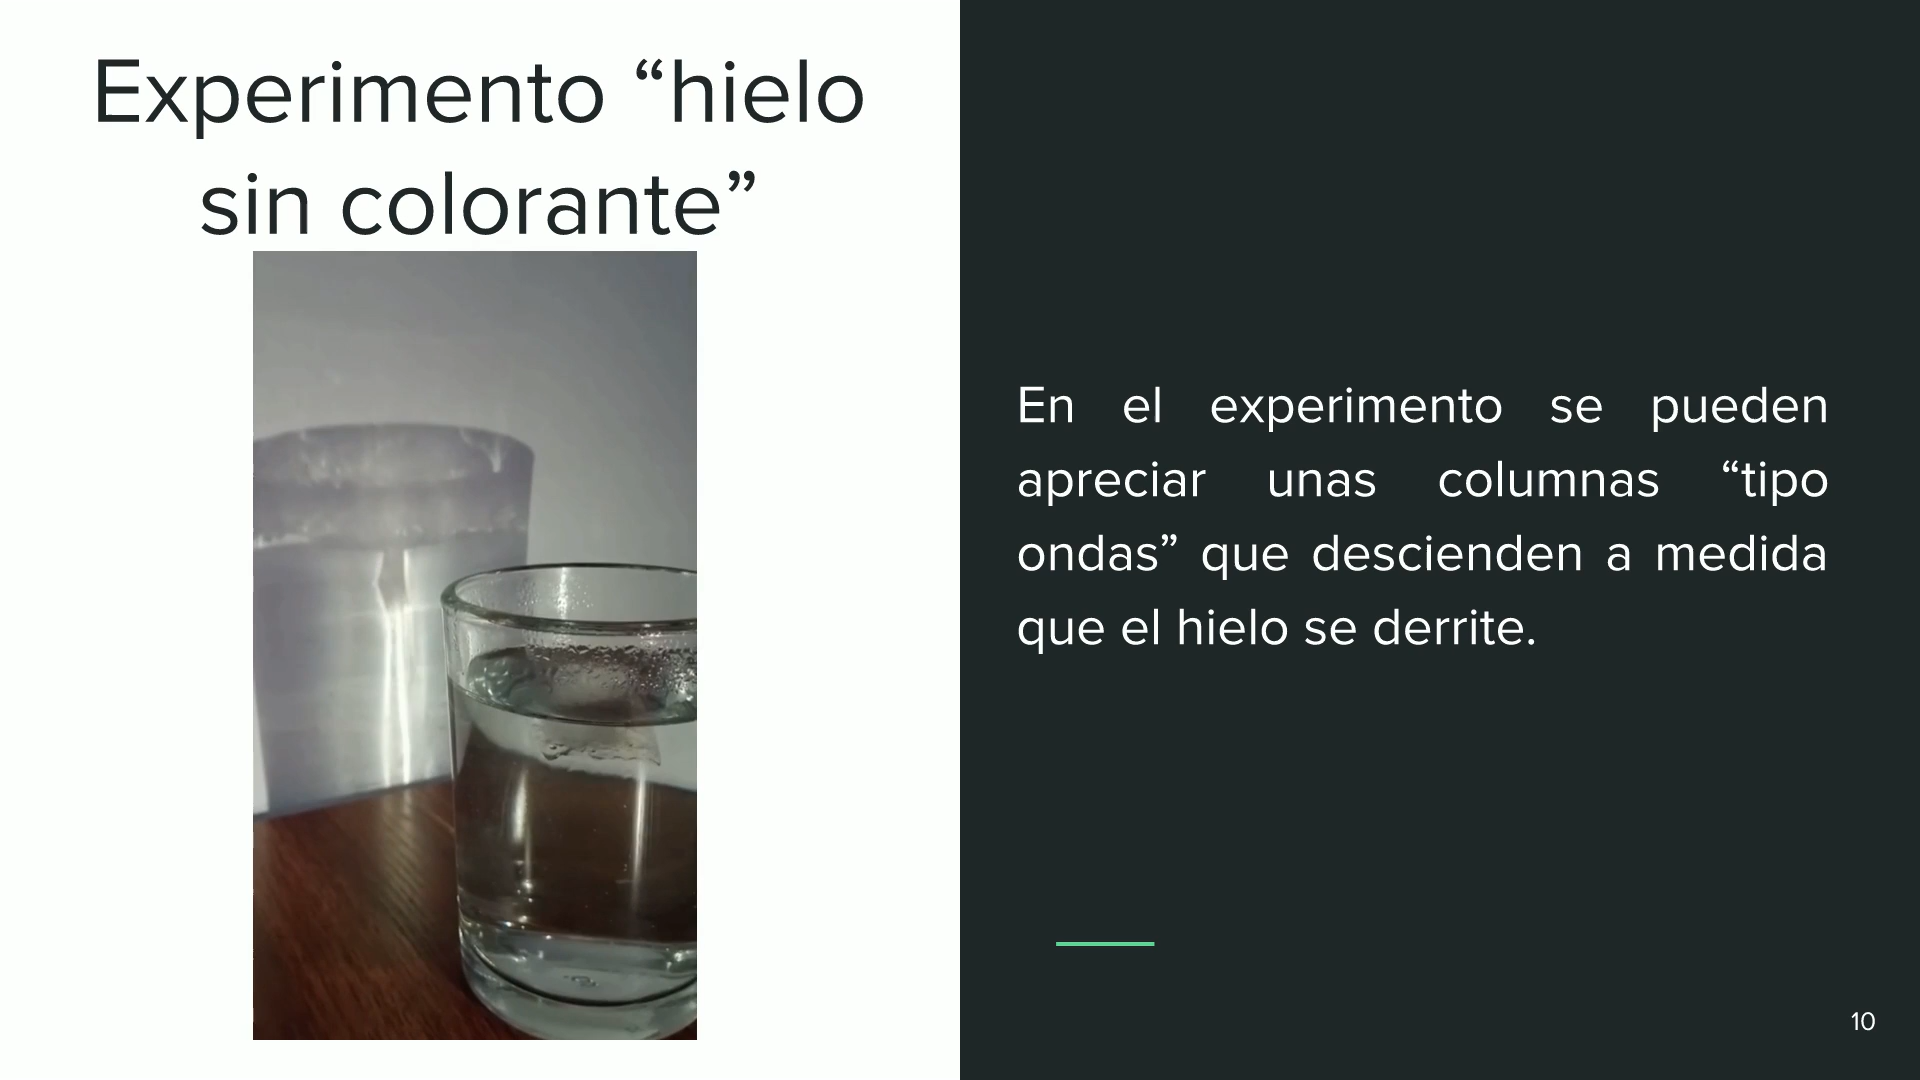 Experimento “hielo
sin colorante”
En el experimento se pueden
apreciar unas columnas “tipo
ondas” que descienden a medida
que el hielo se derrite.
10